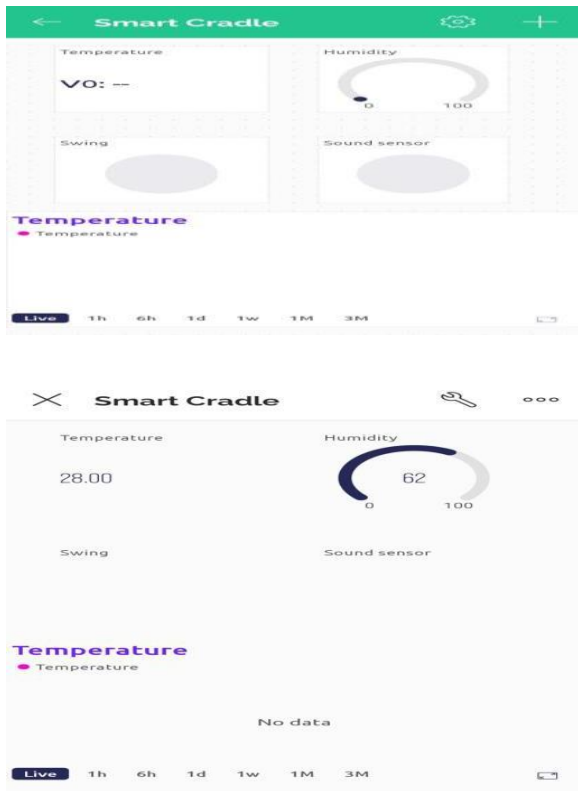 Smart Cradle
Temperature Humidity
V0: --
0 100
Swing Sound sensor
Temperature
Temperature
Live 1h 6h 1d 1w 1M 3M
Smart Cradle
Temperature Humidity
28.00 62
0 100
Swing Sound sensor
Temperature
Temperature
No data
Live 1h 6h 1d 1w 1M 3M